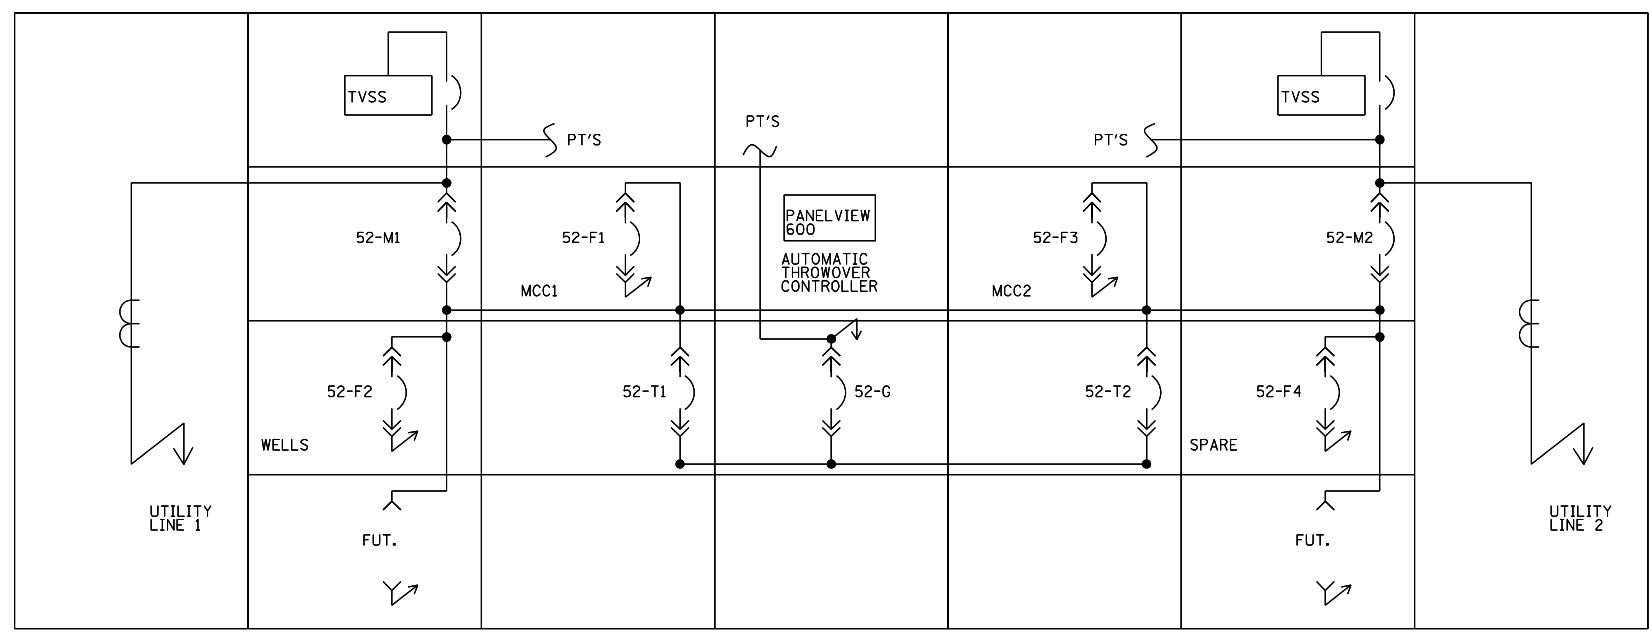 TVSS
TVSS
PT'S
PT'S
PT'S
PANELVIEW
600
52-M1
52-F1
52-F3
52-M2
AUTOMATIC
THROWOVER
CONTROLLER
MCC1
MCC2
52-F2
52-T1
52-G
52-T2
52-F4
WELLS
SPARE
UTILITY
LINE 1
UTILITY
LINE 2
FUT.
FUT.